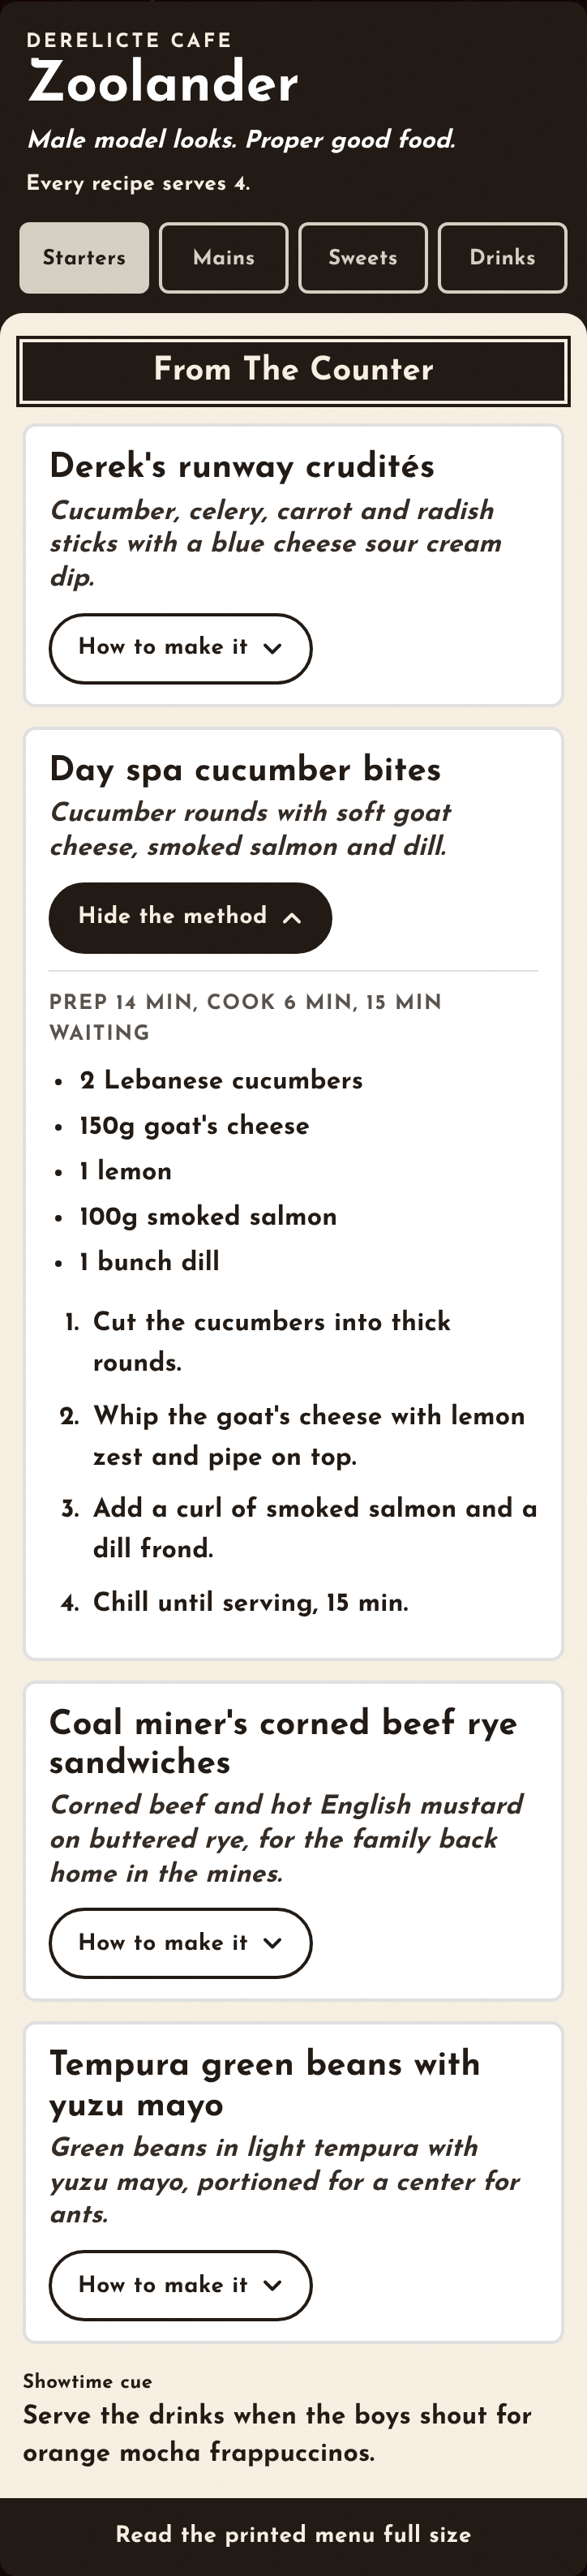 DERELICTE CAFE
Zoolander
Male model looks. Proper good food.
Every recipe serves 4.
Starters
Mains
Sweets
Drinks
From The Counter
Derek's runway crudités
Cucumber, celery, carrot and radish
sticks with a blue cheese sour cream
dip.
How to make it
Day spa cucumber bites
Cucumber rounds with soft goat
cheese, smoked salmon and dill.
Hide the method
PREP 14 MIN, COOK 6 MIN, 15 MIN
WAITING
• 2 Lebanese cucumbers
• 150g goat's cheese
• 1 lemon
• 100g smoked salmon
• 1 bunch dill
1. Cut the cucumbers into thick
rounds.
2. Whip the goat's cheese with lemon
zest and pipe on top.
3. Add a curl of smoked salmon and a
dill frond.
4. Chill until serving, 15 min.
Coal miner's corned beef rye
sandwiches
Corned beef and hot English mustard
on buttered rye, for the family back
home in the mines.
How to make it
Tempura green beans with
yuzu mayo
Green beans in light tempura with
yuzu mayo, portioned for a center for
ants.
How to make it
Showtime cue
Serve the drinks when the boys shout for
orange mocha frappuccinos.
Read the printed menu full size